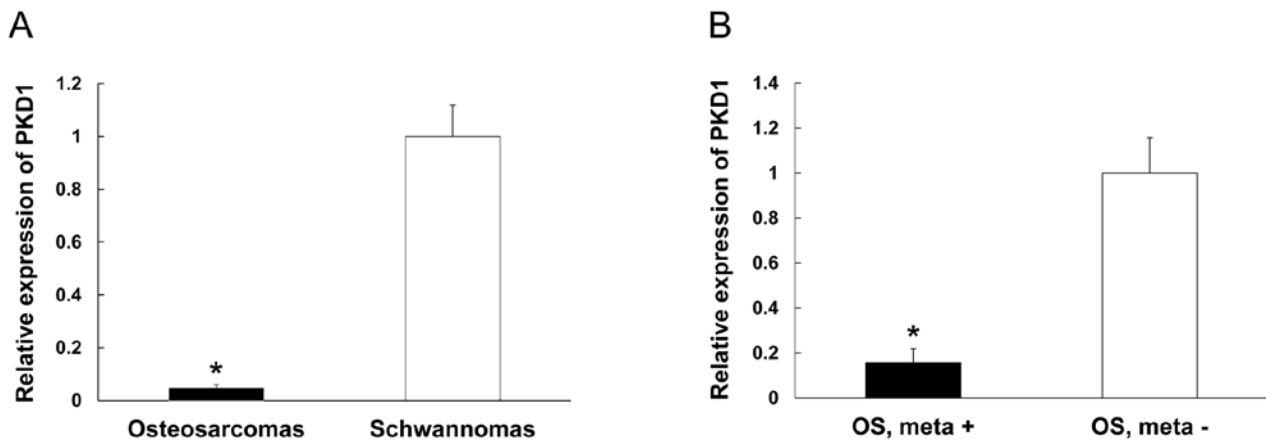 A
Relative expression of PKD1
1.2
1
0.8
0.6
0.4
0.2
0
*
Osteosarcomas
Schwannomas
B
Relative expression of PKD1
1.4
1.2
1
0.8
0.6
0.4
0.2
0
*
OS, meta +
OS, meta -